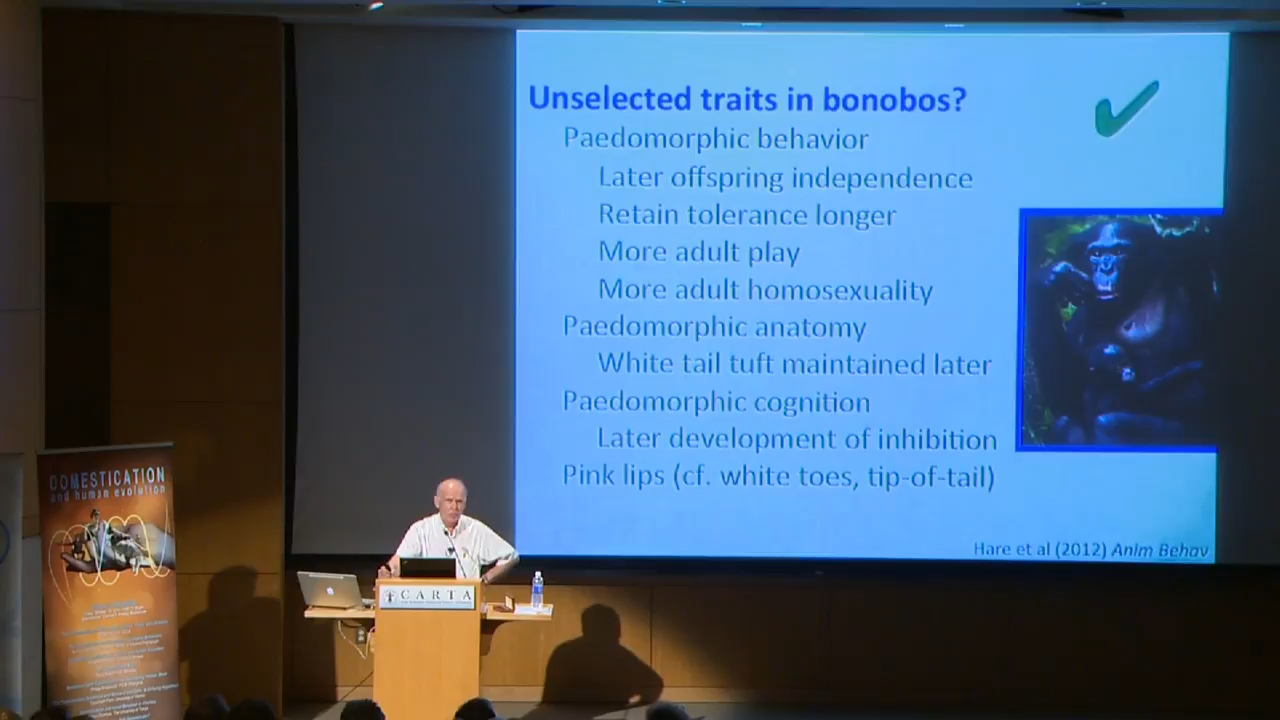 Unselected traits in bonobos?
Paedomorphic behavior
Later offspring independence
Retain tolerance longer
More adult play
More adult homosexuality
Paedomorphic anatomy
White tail tuft maintained later
Paedomorphic cognition
Later development of inhibition
Pink lips (cf. white toes, tip-of-tail)
Hare et al (2012) Anim Behav
DOMESTICATION
and human evolution
CARTA